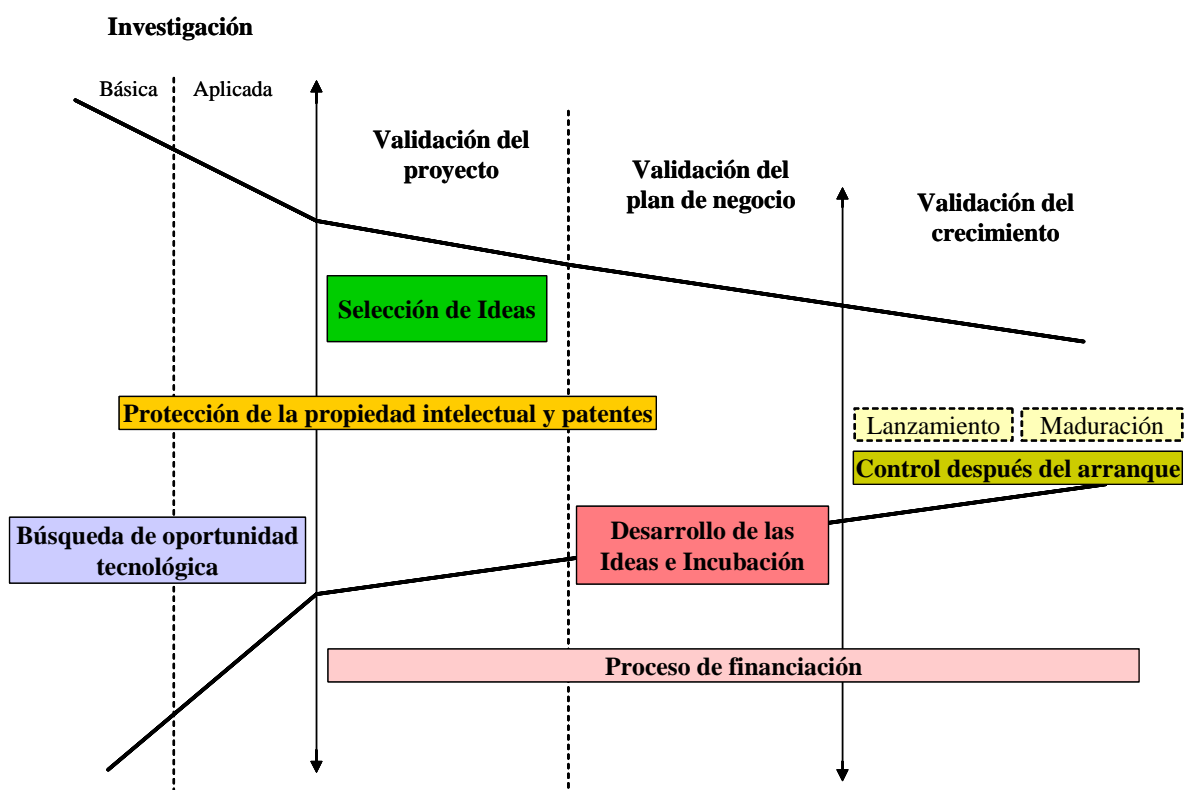 Investigación
Básica
Aplicada
Validación del
proyecto
Validación del
plan de negocio
Validación del
crecimiento
Selección de Ideas
Protección de la propiedad intelectual y patentes
Lanzamiento
Maduración
Control después del arranque
Búsqueda de oportunidad
tecnológica
Desarrollo de las
Ideas e Incubación
Proceso de financiación